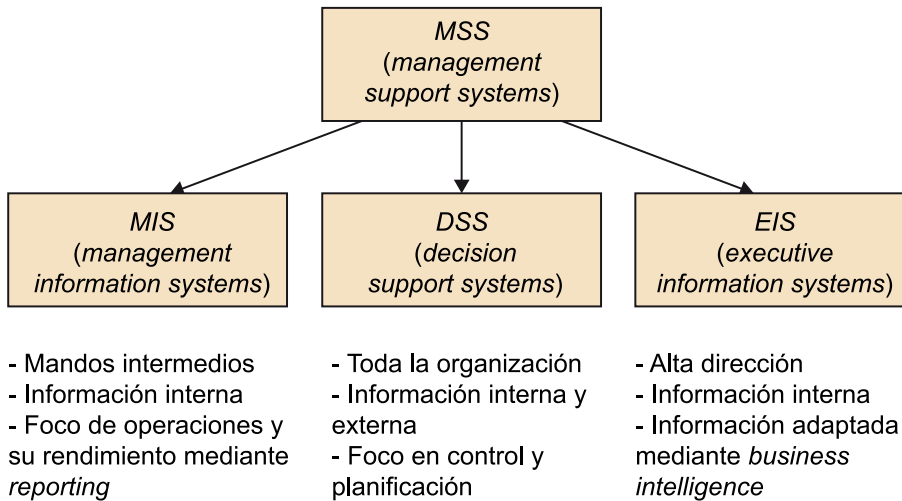 MSS
(management
support systems)
MIS
(management
information systems)
DSS
(decision
support systems)
EIS
(executive
information systems)
- Mandos intermedios
- Información interna
- Foco de operaciones y
su rendimiento mediante
reporting
- Toda la organización
- Información interna y
externa
- Foco en control y
planificación
- Alta dirección
- Información interna
- Información adaptada
mediante business
intelligence